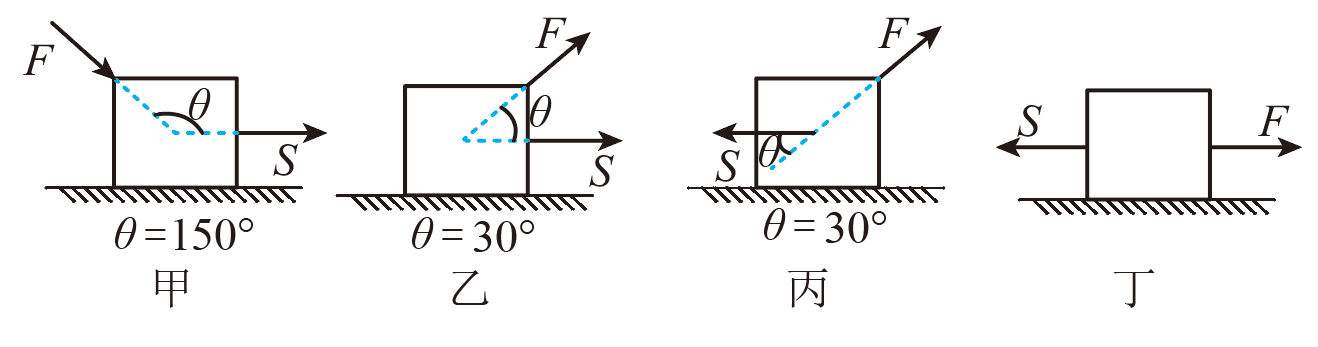 F θ S
θ=150°
甲
F θ S
θ=30°
乙
F S θ
θ=30°
丙
S F
丁